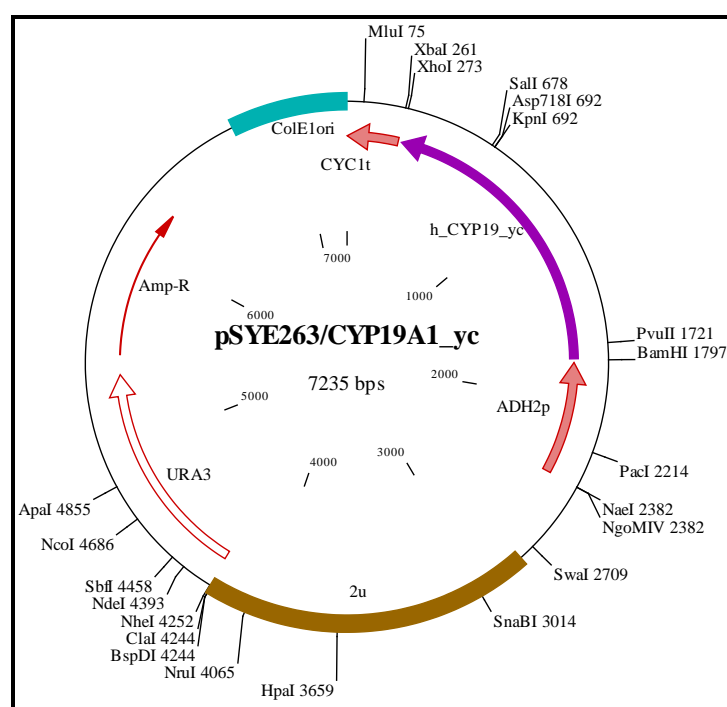 MluI 75
XbaI 261
XhoI 273
SalI 678
Asp718I 692
KpnI 692
ColE1ori
CYC1t
h_CYP19_yc
Amp-R
7000
1000
6000
pSYE263/CYP19A1_yc
PvuII 1721
BamHI 1797
7235 bps
2000
5000
ADH2p
3000
4000
URA3
PacI 2214
ApaI 4855
NaeI 2382
NgoMIV 2382
NcoI 4686
SwaI 2709
SbfI 4458
NdeI 4393
2u
NheI 4252
SnaBI 3014
ClaI 4244
BspDI 4244
NruI 4065
HpaI 3659